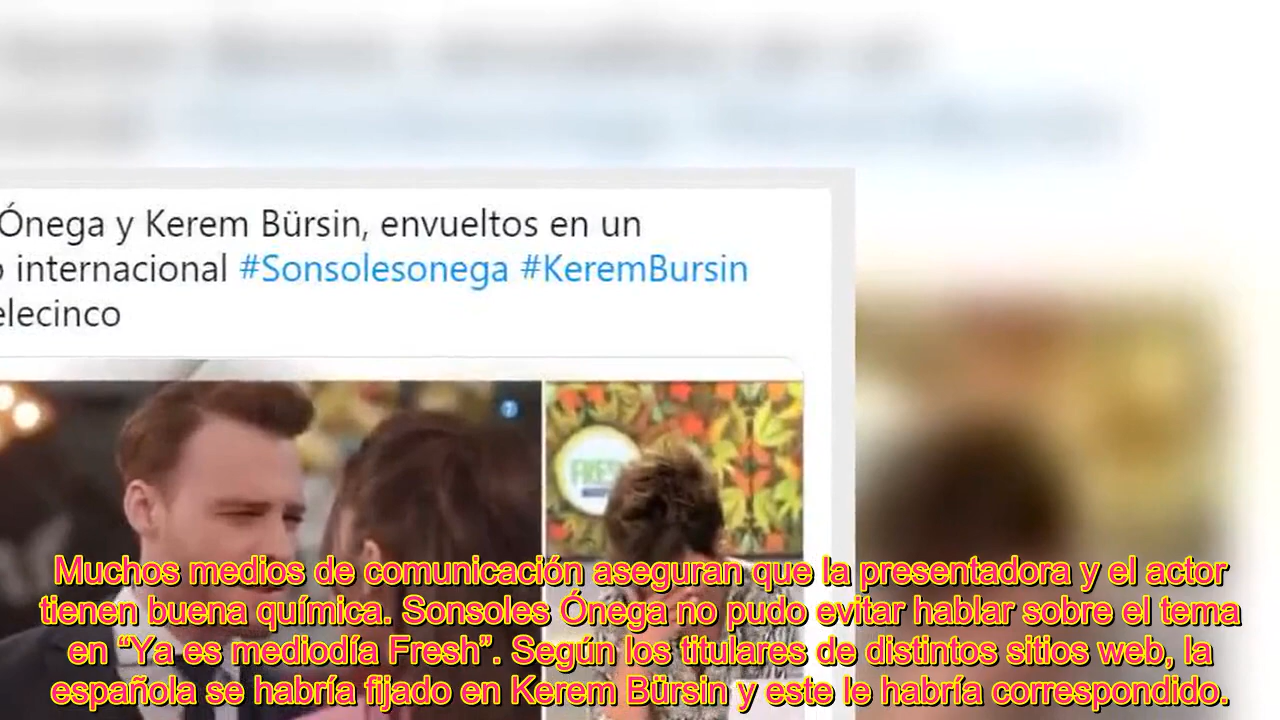 Ónega y Kerem Bürsin, envueltos en un
internacional #Sonsolesonega #KeremBursin
elecinco
FRESH
Muchos medios de comunicación aseguran que la presentadora y el actor
tienen buena química. Sonsoles Ónega no pudo evitar hablar sobre el tema
en “Ya es mediodía Fresh”. Según los titulares de distintos sitios web, la
española se habría fijado en Kerem Bürsin y este le habría correspondido.